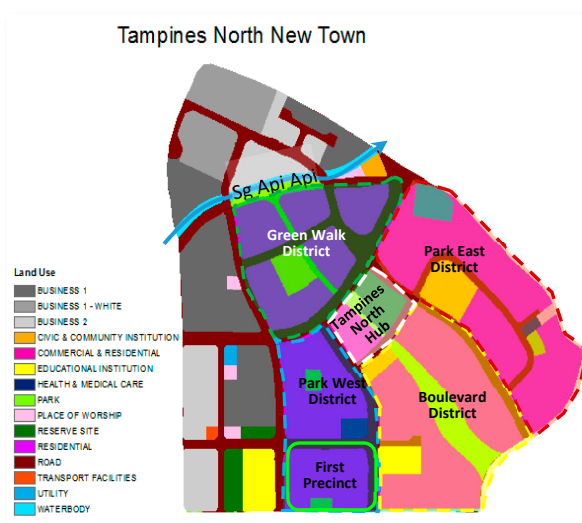 Tampines North New Town
Sg Api Api
Green Walk
District
Park East
District
Tampines
North
Hub
Park West
District
Boulevard
District
First
Precinct
Land Use
BUSINESS 1
BUSINESS 1 - WHITE
BUSINESS 2
CIVIC & COMMUNITY INSTITUTION
COMMERCIAL & RESIDENTIAL
EDUCATIONAL INSTITUTION
HEALTH & MEDICAL CARE
PARK
PLACE OF WORSHIP
RESERVE SITE
RESIDENTIAL
ROAD
TRANSPORT FACILITIES
UTILITY
WATERBODY